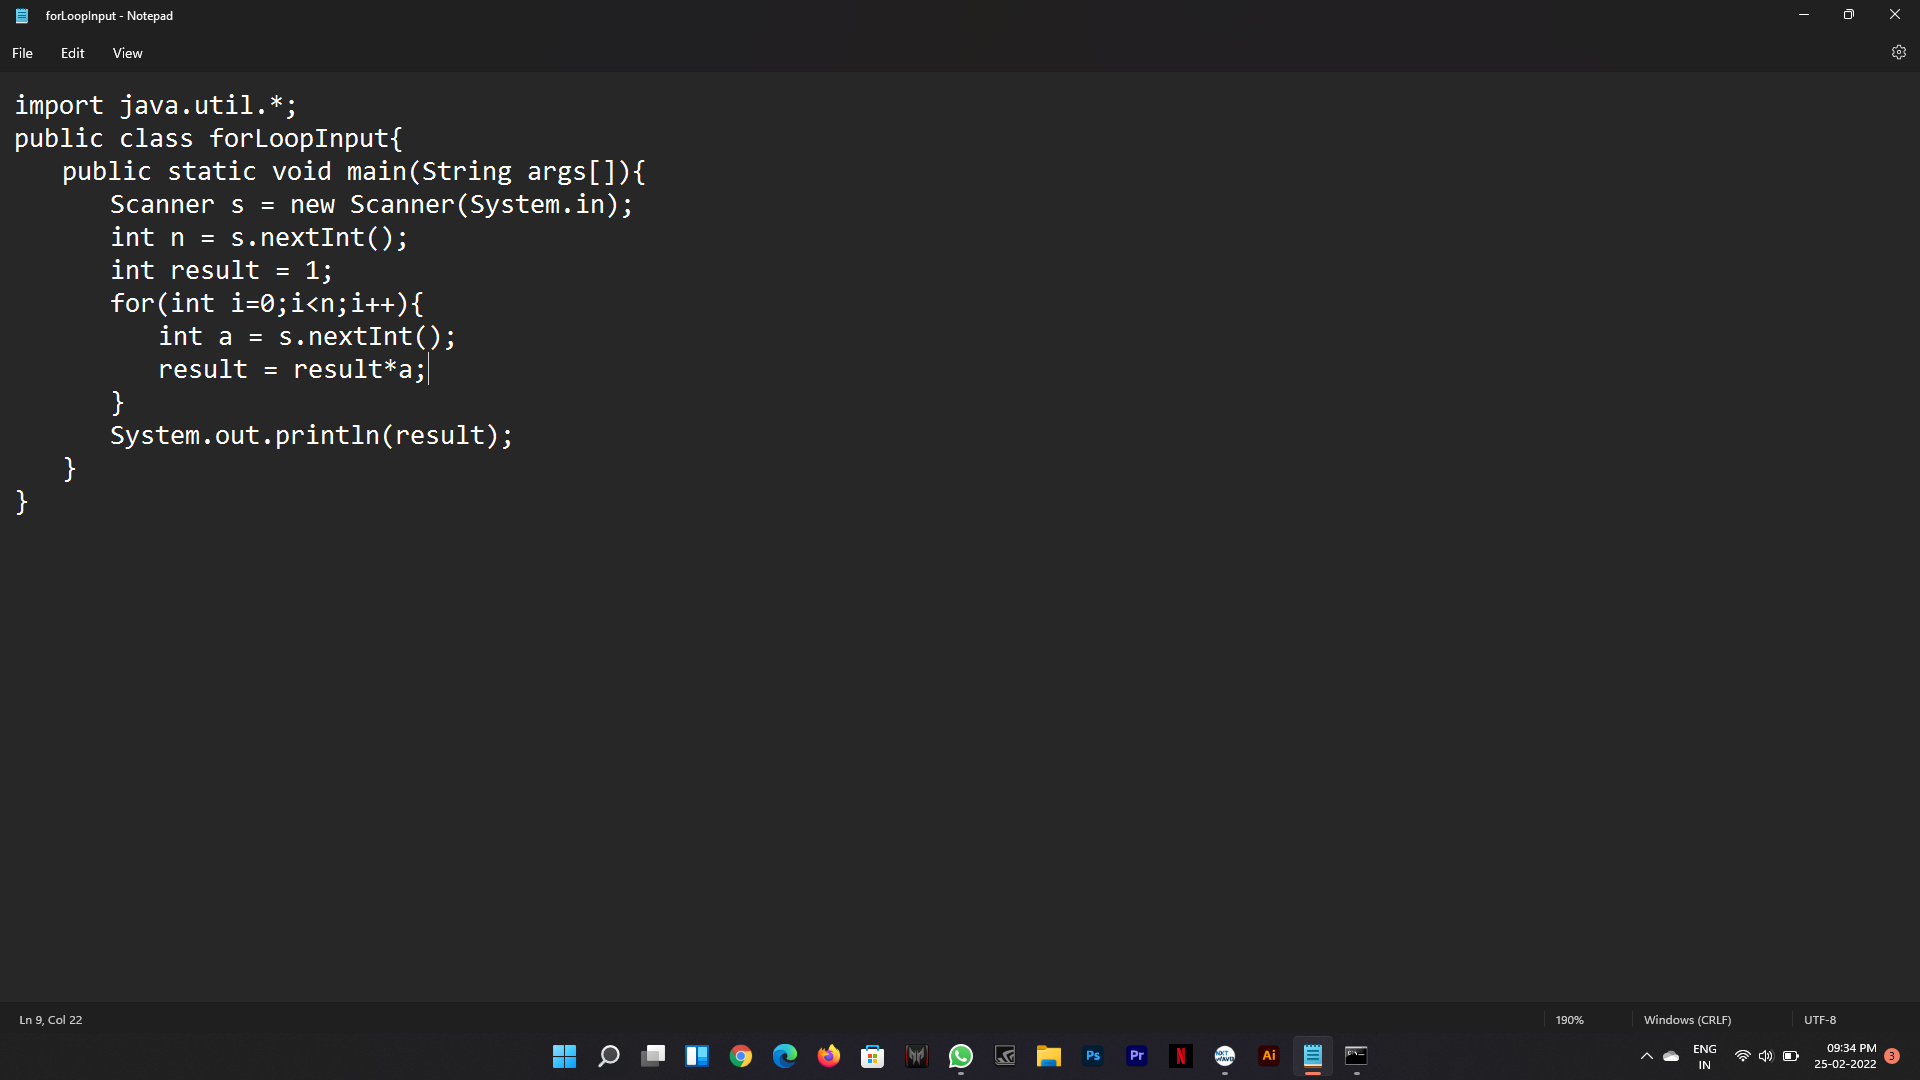 forLoopInput - Notepad
File Edit View
import java.util.*;
public class forLoopInput{
    public static void main(String args[]){
        Scanner s = new Scanner(System.in);
        int n = s.nextInt();
        int result = 1;
        for(int i=0;i<n;i++){
            int a = s.nextInt();
            result = result*a;
        }
        System.out.println(result);
    }
}
Ln 9, Col 22 190% Windows (CRLF) UTF-8
Ps Pr N NXT WAVE Ai
ENG
IN
09:34 PM
25-02-2022
3